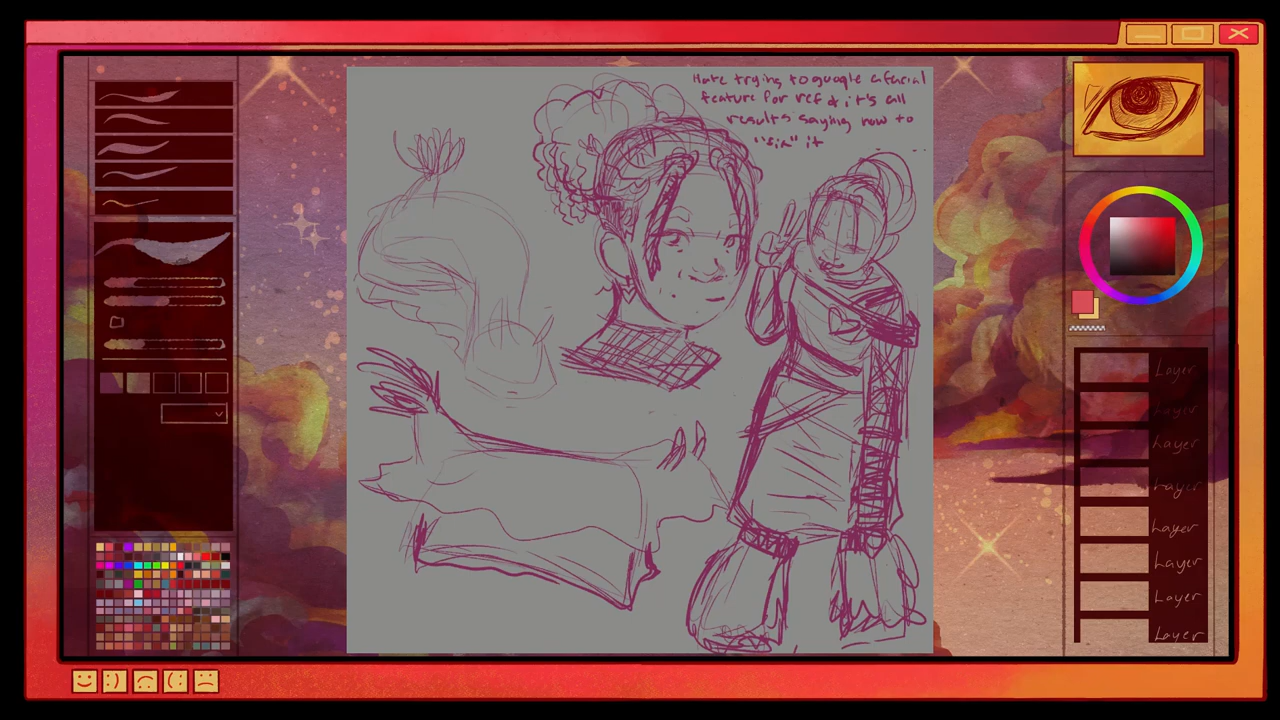 Hate trying to google a facial
feature for ref & it's all
results saying how to
"fix" it
Layer
Layer
Layer
Layer
Layer
Layer
Layer
Layer